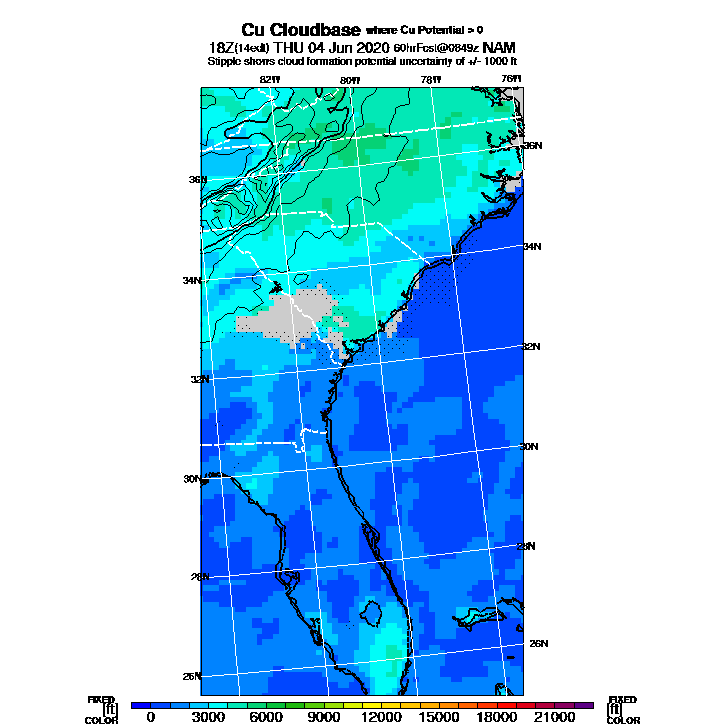 Cu Cloudbase where Cu Potential > 0
18Z(14edt) THU 04 Jun 2020 60hrFcst@0849z NAM
Stipple shows cloud formation potential uncertainty of +/- 1000 ft
82W 80W 78W 76W
36N
36N
34N
34N
32N
32N
30N
30N
28N
28N
26N
26N
FIXED FIXED
[ft] [ft]
COLOR 0 3000 6000 9000 12000 15000 18000 21000 COLOR